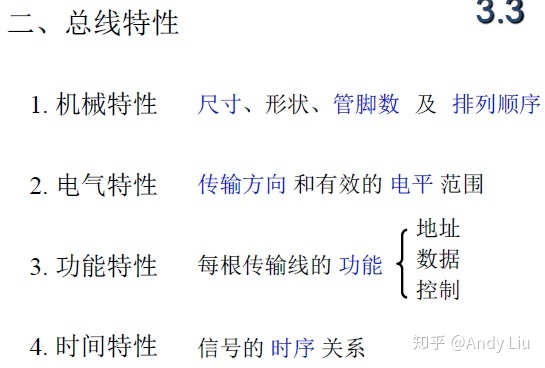 二、总线特性
3.3
1. 机械特性 尺寸、形状、管脚数 及 排列顺序
2. 电气特性 传输方向 和有效的 电平 范围
3. 功能特性 每根传输线的 功能
地址
数据
控制
4. 时间特性 信号的 时序 关系
知乎 @Andy Liu